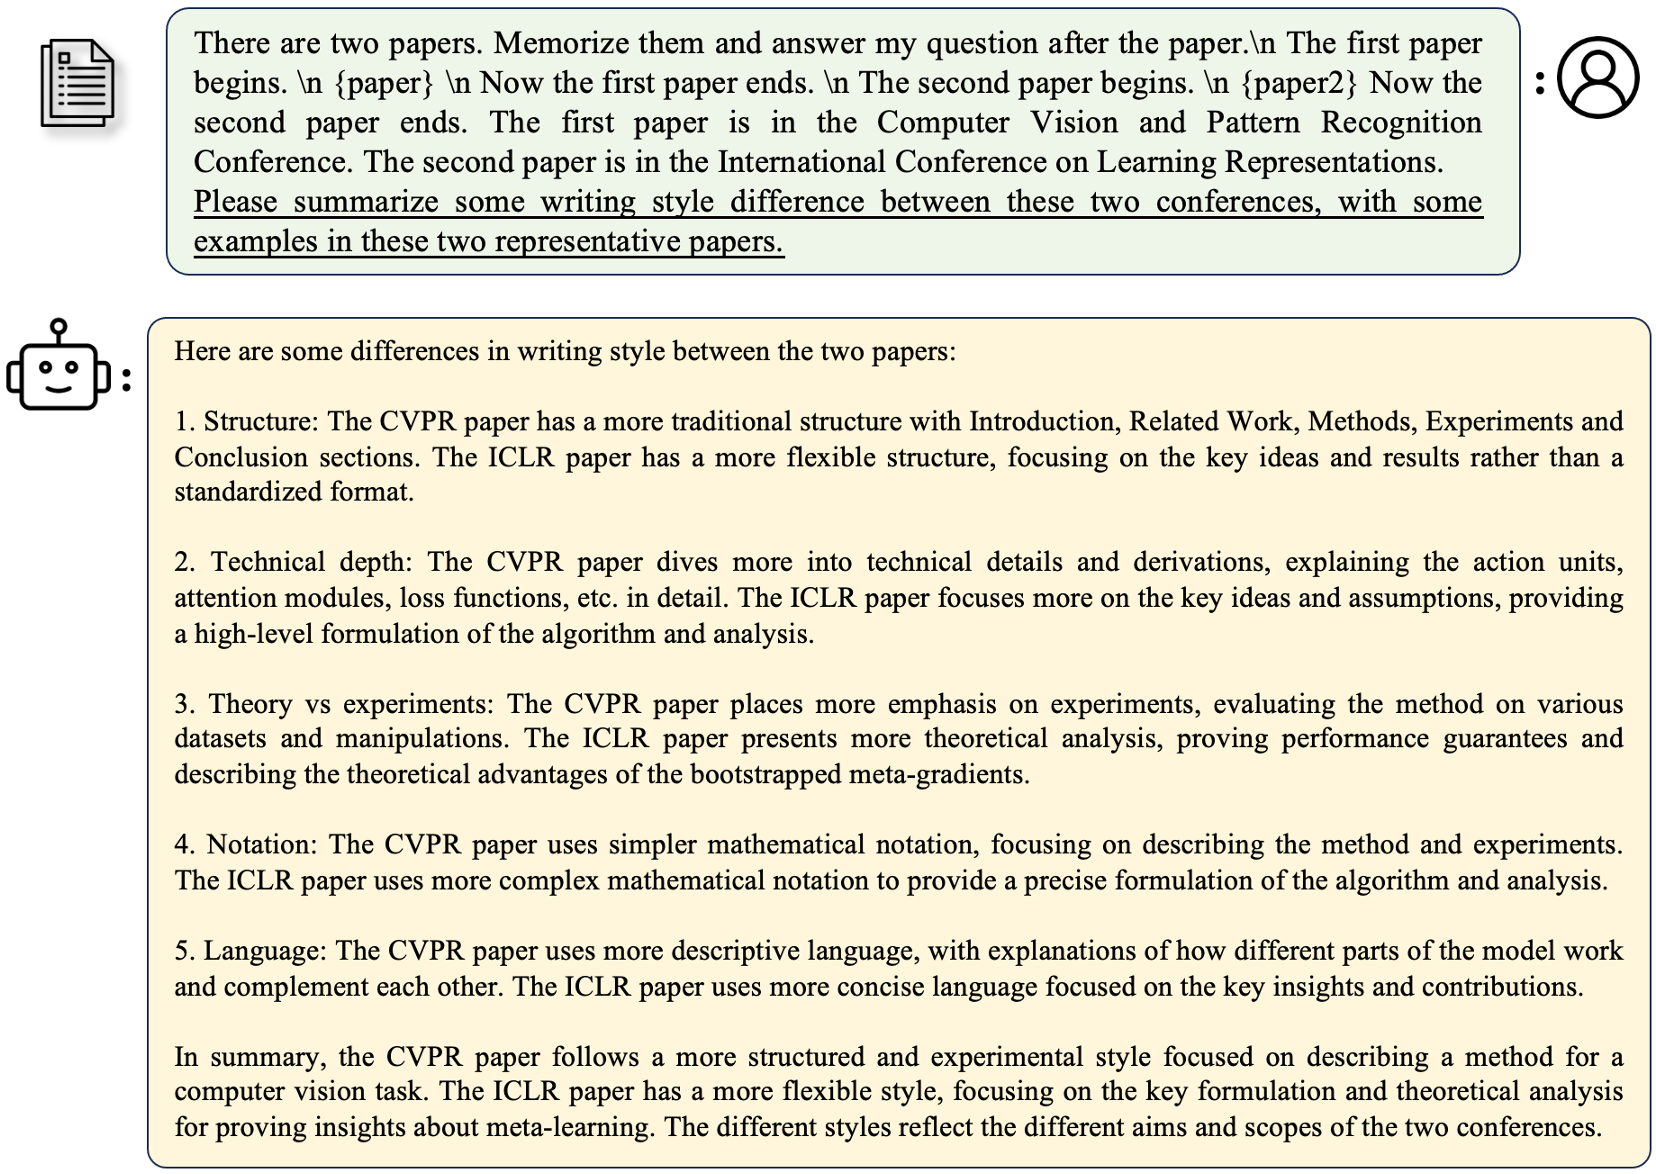 There are two papers. Memorize them and answer my question after the paper.\n The first paper
begins. \n {paper} \n Now the first paper ends. \n The second paper begins. \n {paper2} Now the
second paper ends. The first paper is in the Computer Vision and Pattern Recognition
Conference. The second paper is in the International Conference on Learning Representations.
Please summarize some writing style difference between these two conferences, with some
examples in these two representative papers.
:
:
Here are some differences in writing style between the two papers:
1. Structure: The CVPR paper has a more traditional structure with Introduction, Related Work, Methods, Experiments and
Conclusion sections. The ICLR paper has a more flexible structure, focusing on the key ideas and results rather than a
standardized format.
2. Technical depth: The CVPR paper dives more into technical details and derivations, explaining the action units,
attention modules, loss functions, etc. in detail. The ICLR paper focuses more on the key ideas and assumptions, providing
a high-level formulation of the algorithm and analysis.
3. Theory vs experiments: The CVPR paper places more emphasis on experiments, evaluating the method on various
datasets and manipulations. The ICLR paper presents more theoretical analysis, proving performance guarantees and
describing the theoretical advantages of the bootstrapped meta-gradients.
4. Notation: The CVPR paper uses simpler mathematical notation, focusing on describing the method and experiments.
The ICLR paper uses more complex mathematical notation to provide a precise formulation of the algorithm and analysis.
5. Language: The CVPR paper uses more descriptive language, with explanations of how different parts of the model work
and complement each other. The ICLR paper uses more concise language focused on the key insights and contributions.
In summary, the CVPR paper follows a more structured and experimental style focused on describing a method for a
computer vision task. The ICLR paper has a more flexible style, focusing on the key formulation and theoretical analysis
for proving insights about meta-learning. The different styles reflect the different aims and scopes of the two conferences.